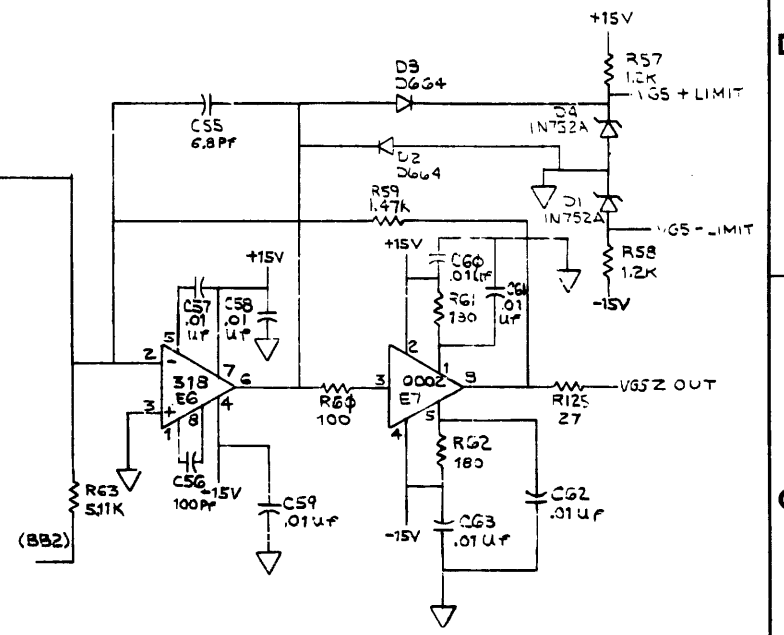 +15V
D3
D664
R57
1.2K
VG5 + LIMIT
C55
6.8Pf
D4
1N752A
D2
D664
R59
1.47K
D1
1N752A
VG5 - LIMIT
R58
1.2K
-15V
+15V
+15V
C60
.01uf
C61
.01
uf
C57
.01
uf
C58
.01
uf
R61
180
5
2
7
6
318
E6
3
8
4
1
2
1
3
0002
E7
9
5
4
R60
100
R125
27
VG5Z OUT
C56
100Pf
-15V
R62
180
R63
5.11K
C59
.01uf
C62
.01uf
C63
.01uf
-15V
(BB2)